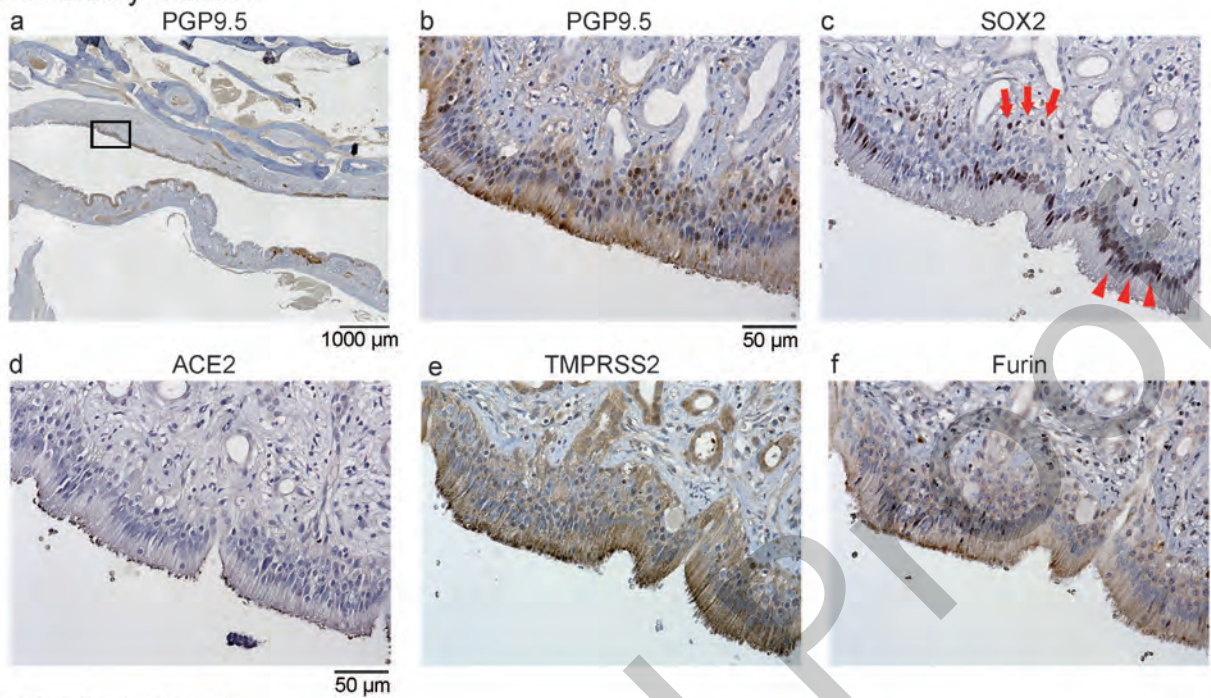 a PGP9.5
b PGP9.5
c SOX2
1000 µm
50 µm
d ACE2
e TMPRSS2
f Furin
50 µm